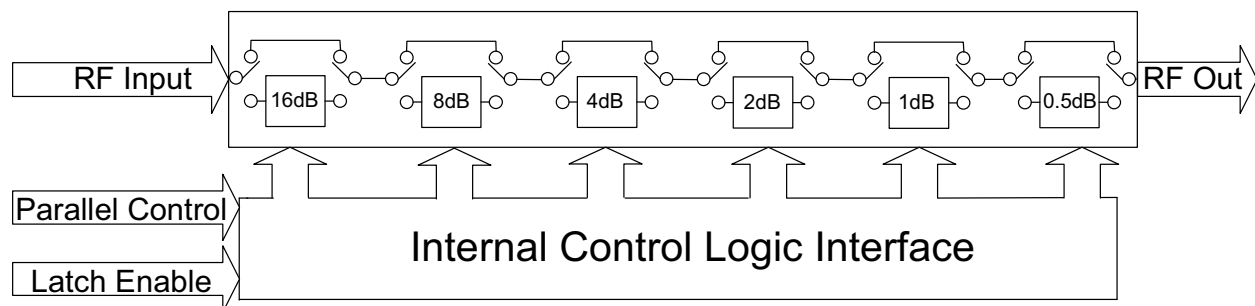 RF Input
16dB
8dB
4dB
2dB
1dB
0.5dB
RF Out
Parallel Control
Latch Enable
Internal Control Logic Interface